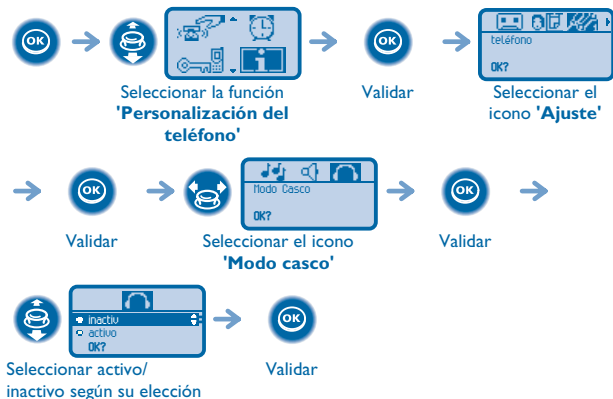 OK
OK
teléfono
OK?
Seleccionar la función
'Personalización del
teléfono'
Validar
Seleccionar el
icono 'Ajuste'
OK
Modo Casco
OK?
OK
Validar
Seleccionar el icono
'Modo casco'
Validar
inactiv
activo
OK?
OK
Seleccionar activo/
inactivo según su elección
Validar